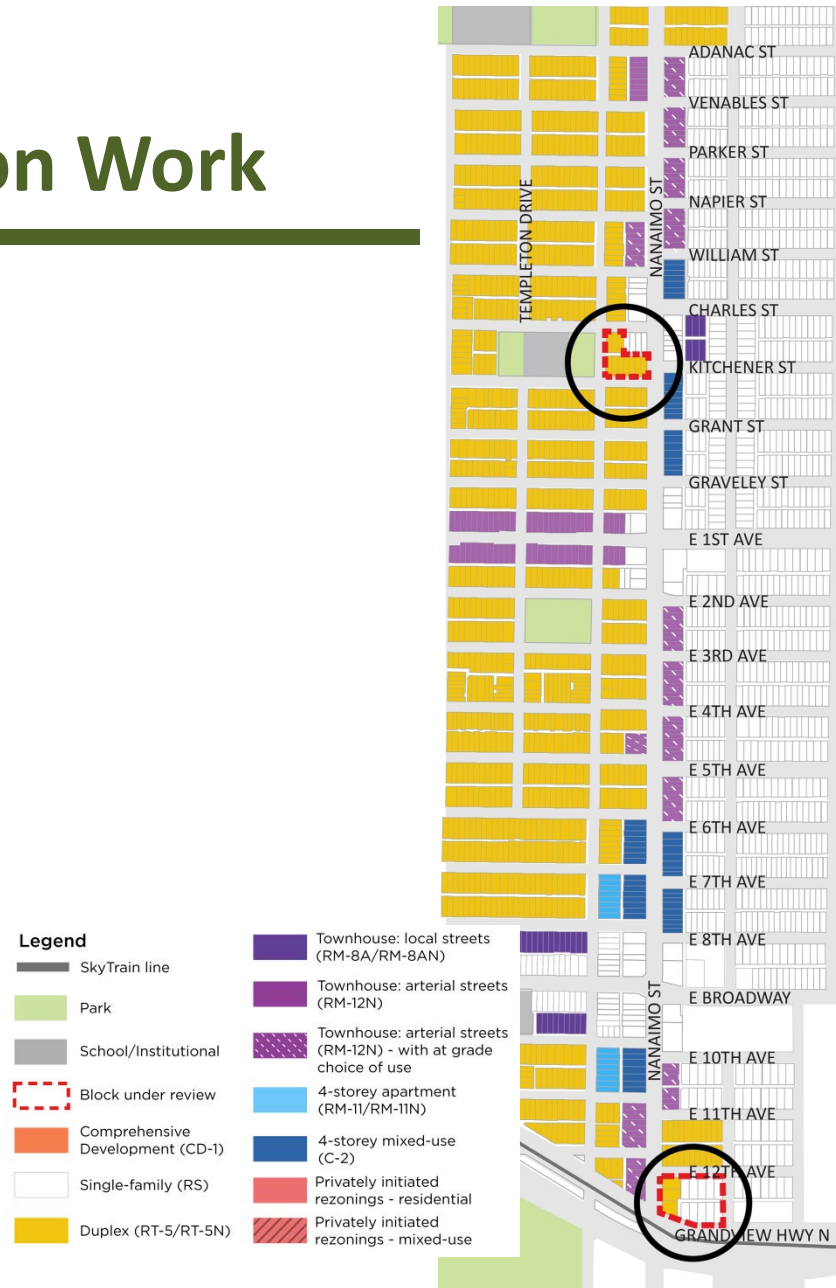 on Work
ADANAC ST
VENABLES ST
PARKER ST
NAPIER ST
TEMPLETON DRIVE
NANAIMO ST
WILLIAM ST
CHARLES ST
KITCHENER ST
GRANT ST
GRAVELEY ST
E 1ST AVE
E 2ND AVE
E 3RD AVE
E 4TH AVE
E 5TH AVE
E 6TH AVE
E 7TH AVE
E 8TH AVE
E BROADWAY
NANAIMO ST
E 10TH AVE
E 11TH AVE
E 12TH AVE
GRANDVIEW HWY N
Legend
SkyTrain line
Park
School/Institutional
Block under review
Comprehensive
Development (CD-1)
Single-family (RS)
Duplex (RT-5/RT-5N)
Townhouse: local streets
(RM-8A/RM-8AN)
Townhouse: arterial streets
(RM-12N)
Townhouse: arterial streets
(RM-12N) - with at grade
choice of use
4-storey apartment
(RM-11/RM-11N)
4-storey mixed-use
(C-2)
Privately initiated
rezonings - residential
Privately initiated
rezonings - mixed-use